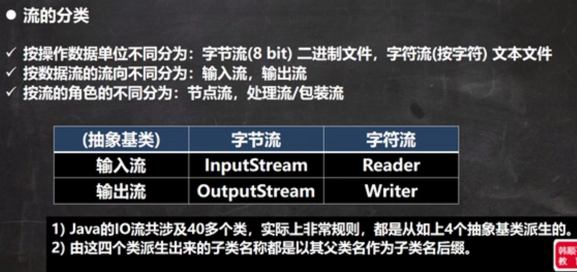 流的分类
按操作数据单位不同分为：字节流(8 bit) 二进制文件，字符流(按字符) 文本文件
按数据流的流向不同分为：输入流，输出流
按流的角色的不同分为：节点流，处理流/包装流
(抽象基类) 字节流 字符流
输入流 InputStream Reader
输出流 OutputStream Writer
1) Java的IO流共涉及40多个类，实际上非常规则，都是从如上4个抽象基类派生的。
2) 由这四个类派生出来的子类名称都是以其父类名作为子类名后缀。
韩顺
教